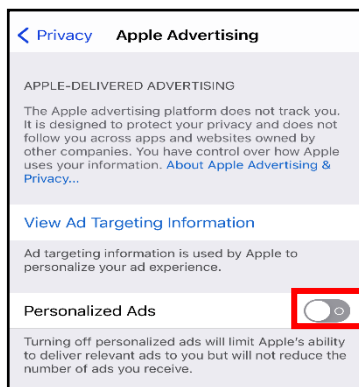 Privacy Apple Advertising
APPLE-DELIVERED ADVERTISING
The Apple advertising platform does not track you.
It is designed to protect your privacy and does not
follow you across apps and websites owned by
other companies. You have control over how Apple
uses your information. About Apple Advertising &
Privacy...
View Ad Targeting Information
Ad targeting information is used by Apple to
personalize your ad experience.
Personalized Ads
Turning off personalized ads will limit Apple's ability
to deliver relevant ads to you but will not reduce the
number of ads you receive.